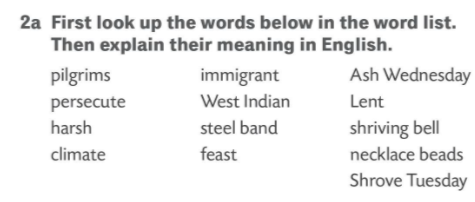 2a First look up the words below in the word list.
Then explain their meaning in English.
pilgrims immigrant Ash Wednesday
persecute West Indian Lent
harsh steel band shriving bell
climate feast necklace beads
Shrove Tuesday